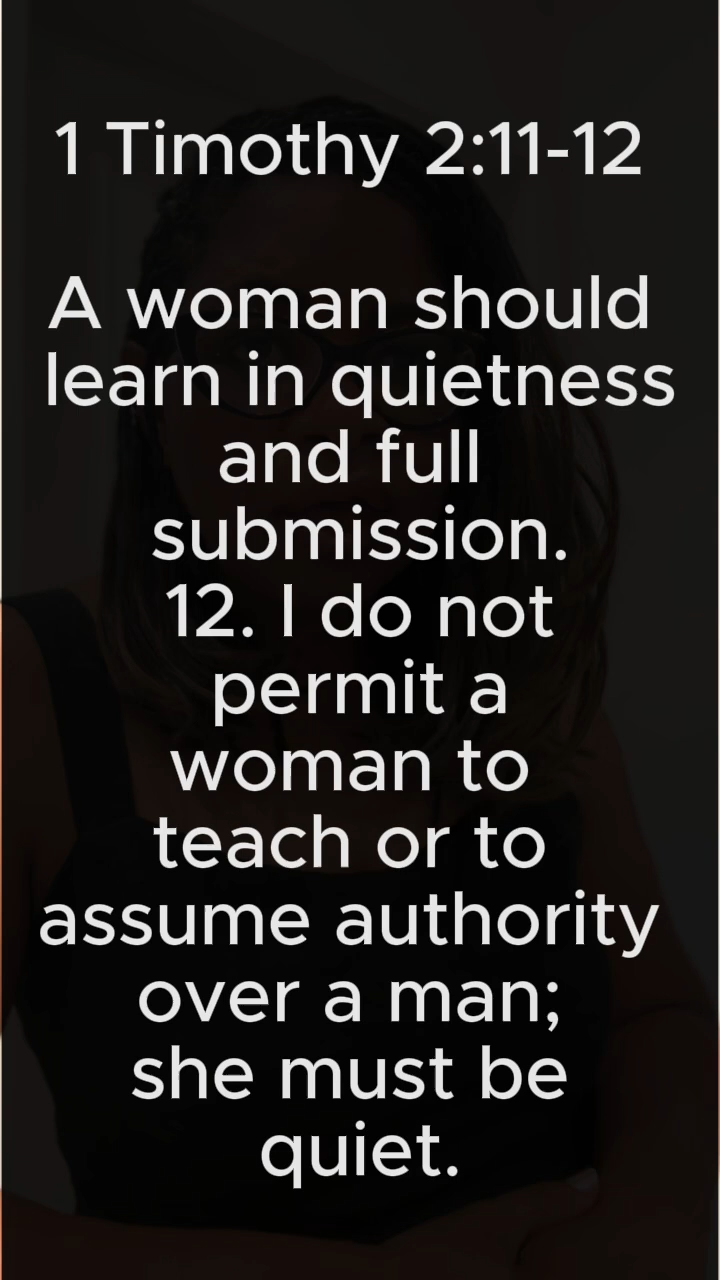 1 Timothy 2:11-12
A woman should
learn in quietness
and full
submission.
12. I do not
permit a
woman to
teach or to
assume authority
over a man;
she must be
quiet.